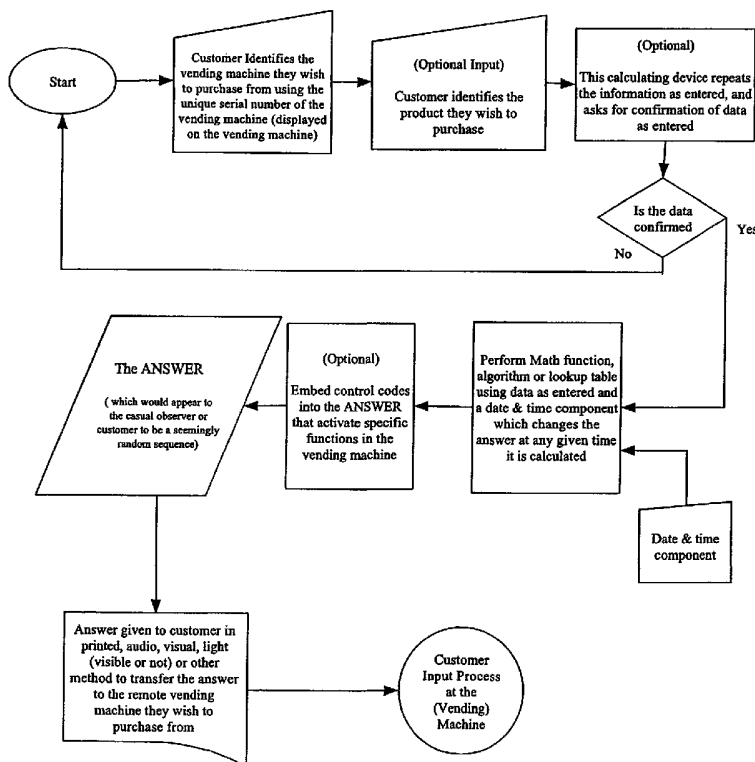 Start
Customer Identifies the
vending machine they wish
to purchase from using the
unique serial number of the
vending machine (displayed
on the vending machine)
(Optional Input)
Customer identifies the
product they wish to
purchase
(Optional)
This calculating device repeats
the information as entered, and
asks for confirmation of data
as entered
Is the data
confirmed
Yes
No
The ANSWER
( which would appear to
the casual observer or
customer to be a seemingly
random sequence)
(Optional)
Embed control codes
into the ANSWER
that activate specific
functions in the
vending machine
Perform Math function,
algorithm or lookup table
using data as entered and
a date & time component
which changes the
answer at any given time
it is calculated
Date & time
component
Answer given to customer in
printed, audio, visual, light
(visible or not) or other
method to transfer the answer
to the remote vending
machine they wish to
purchase from
Customer
Input Process
at the
(Vending)
Machine